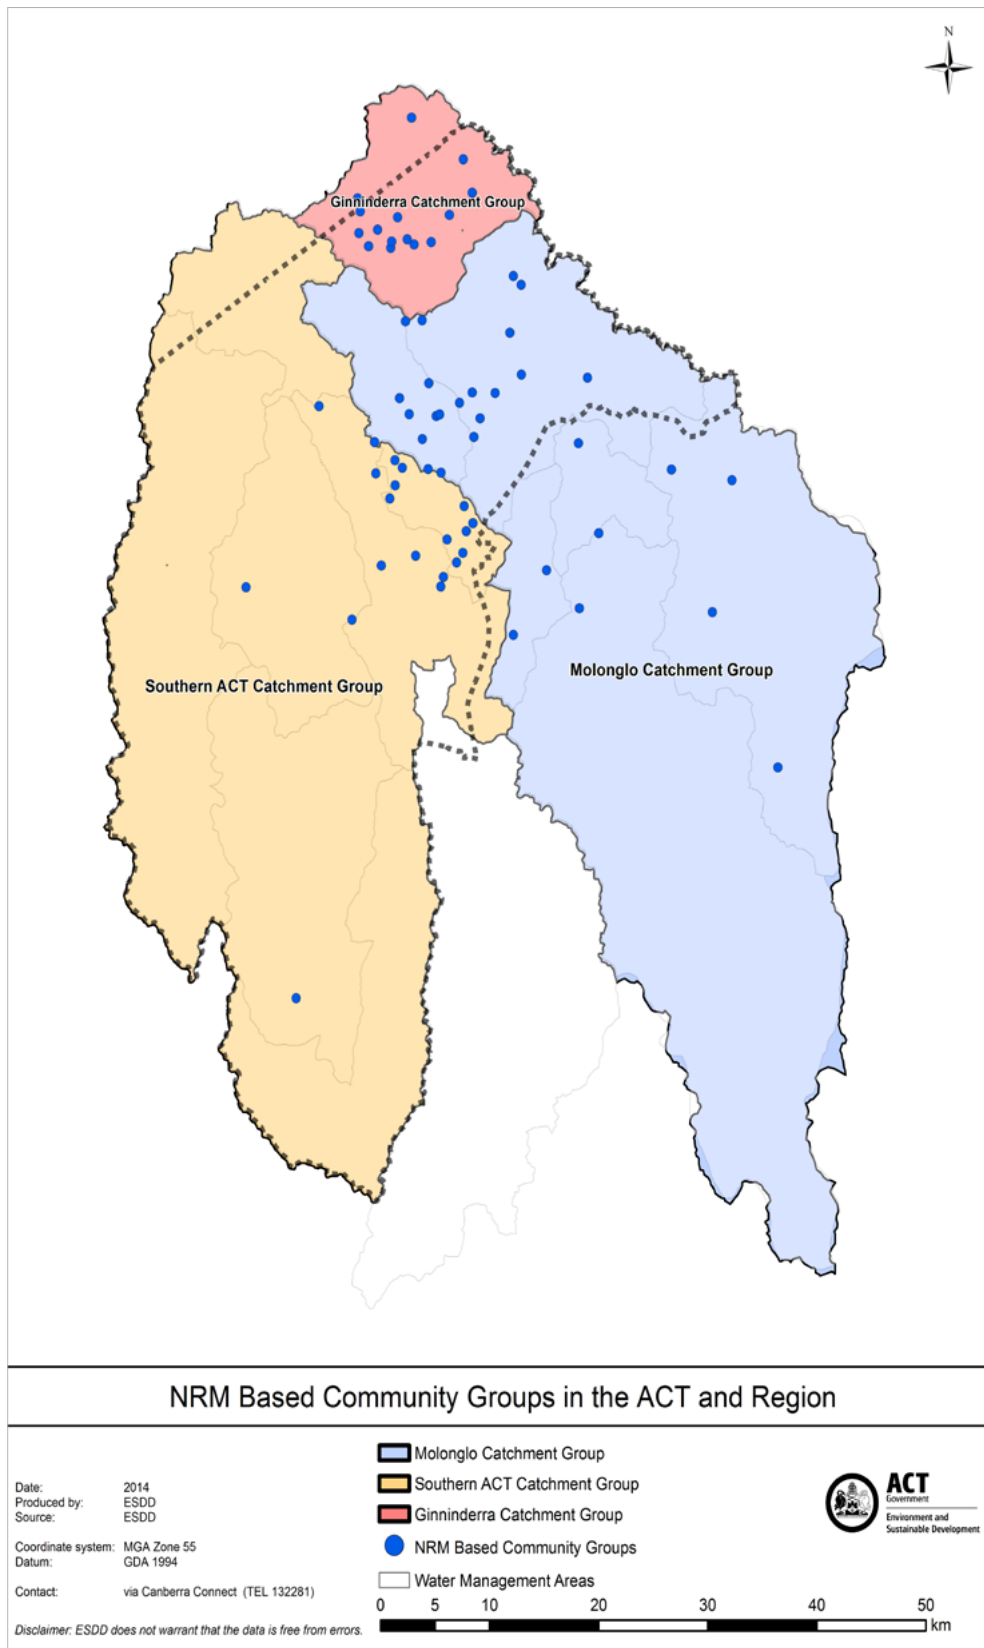 N
Ginninderra Catchment Group
Molonglo Catchment Group
Southern ACT Catchment Group
NRM Based Community Groups in the ACT and Region
Date: 2014
Produced by: ESDD
Source: ESDD
Coordinate system: MGA Zone 55
Datum: GDA 1994
Contact: via Canberra Connect (TEL 132281)
Disclaimer: ESDD does not warrant that the data is free from errors.
Molonglo Catchment Group
Southern ACT Catchment Group
Ginninderra Catchment Group
NRM Based Community Groups
Water Management Areas
0 5 10 20 30 40 50
km
ACT
Government
Environment and
Sustainable Development